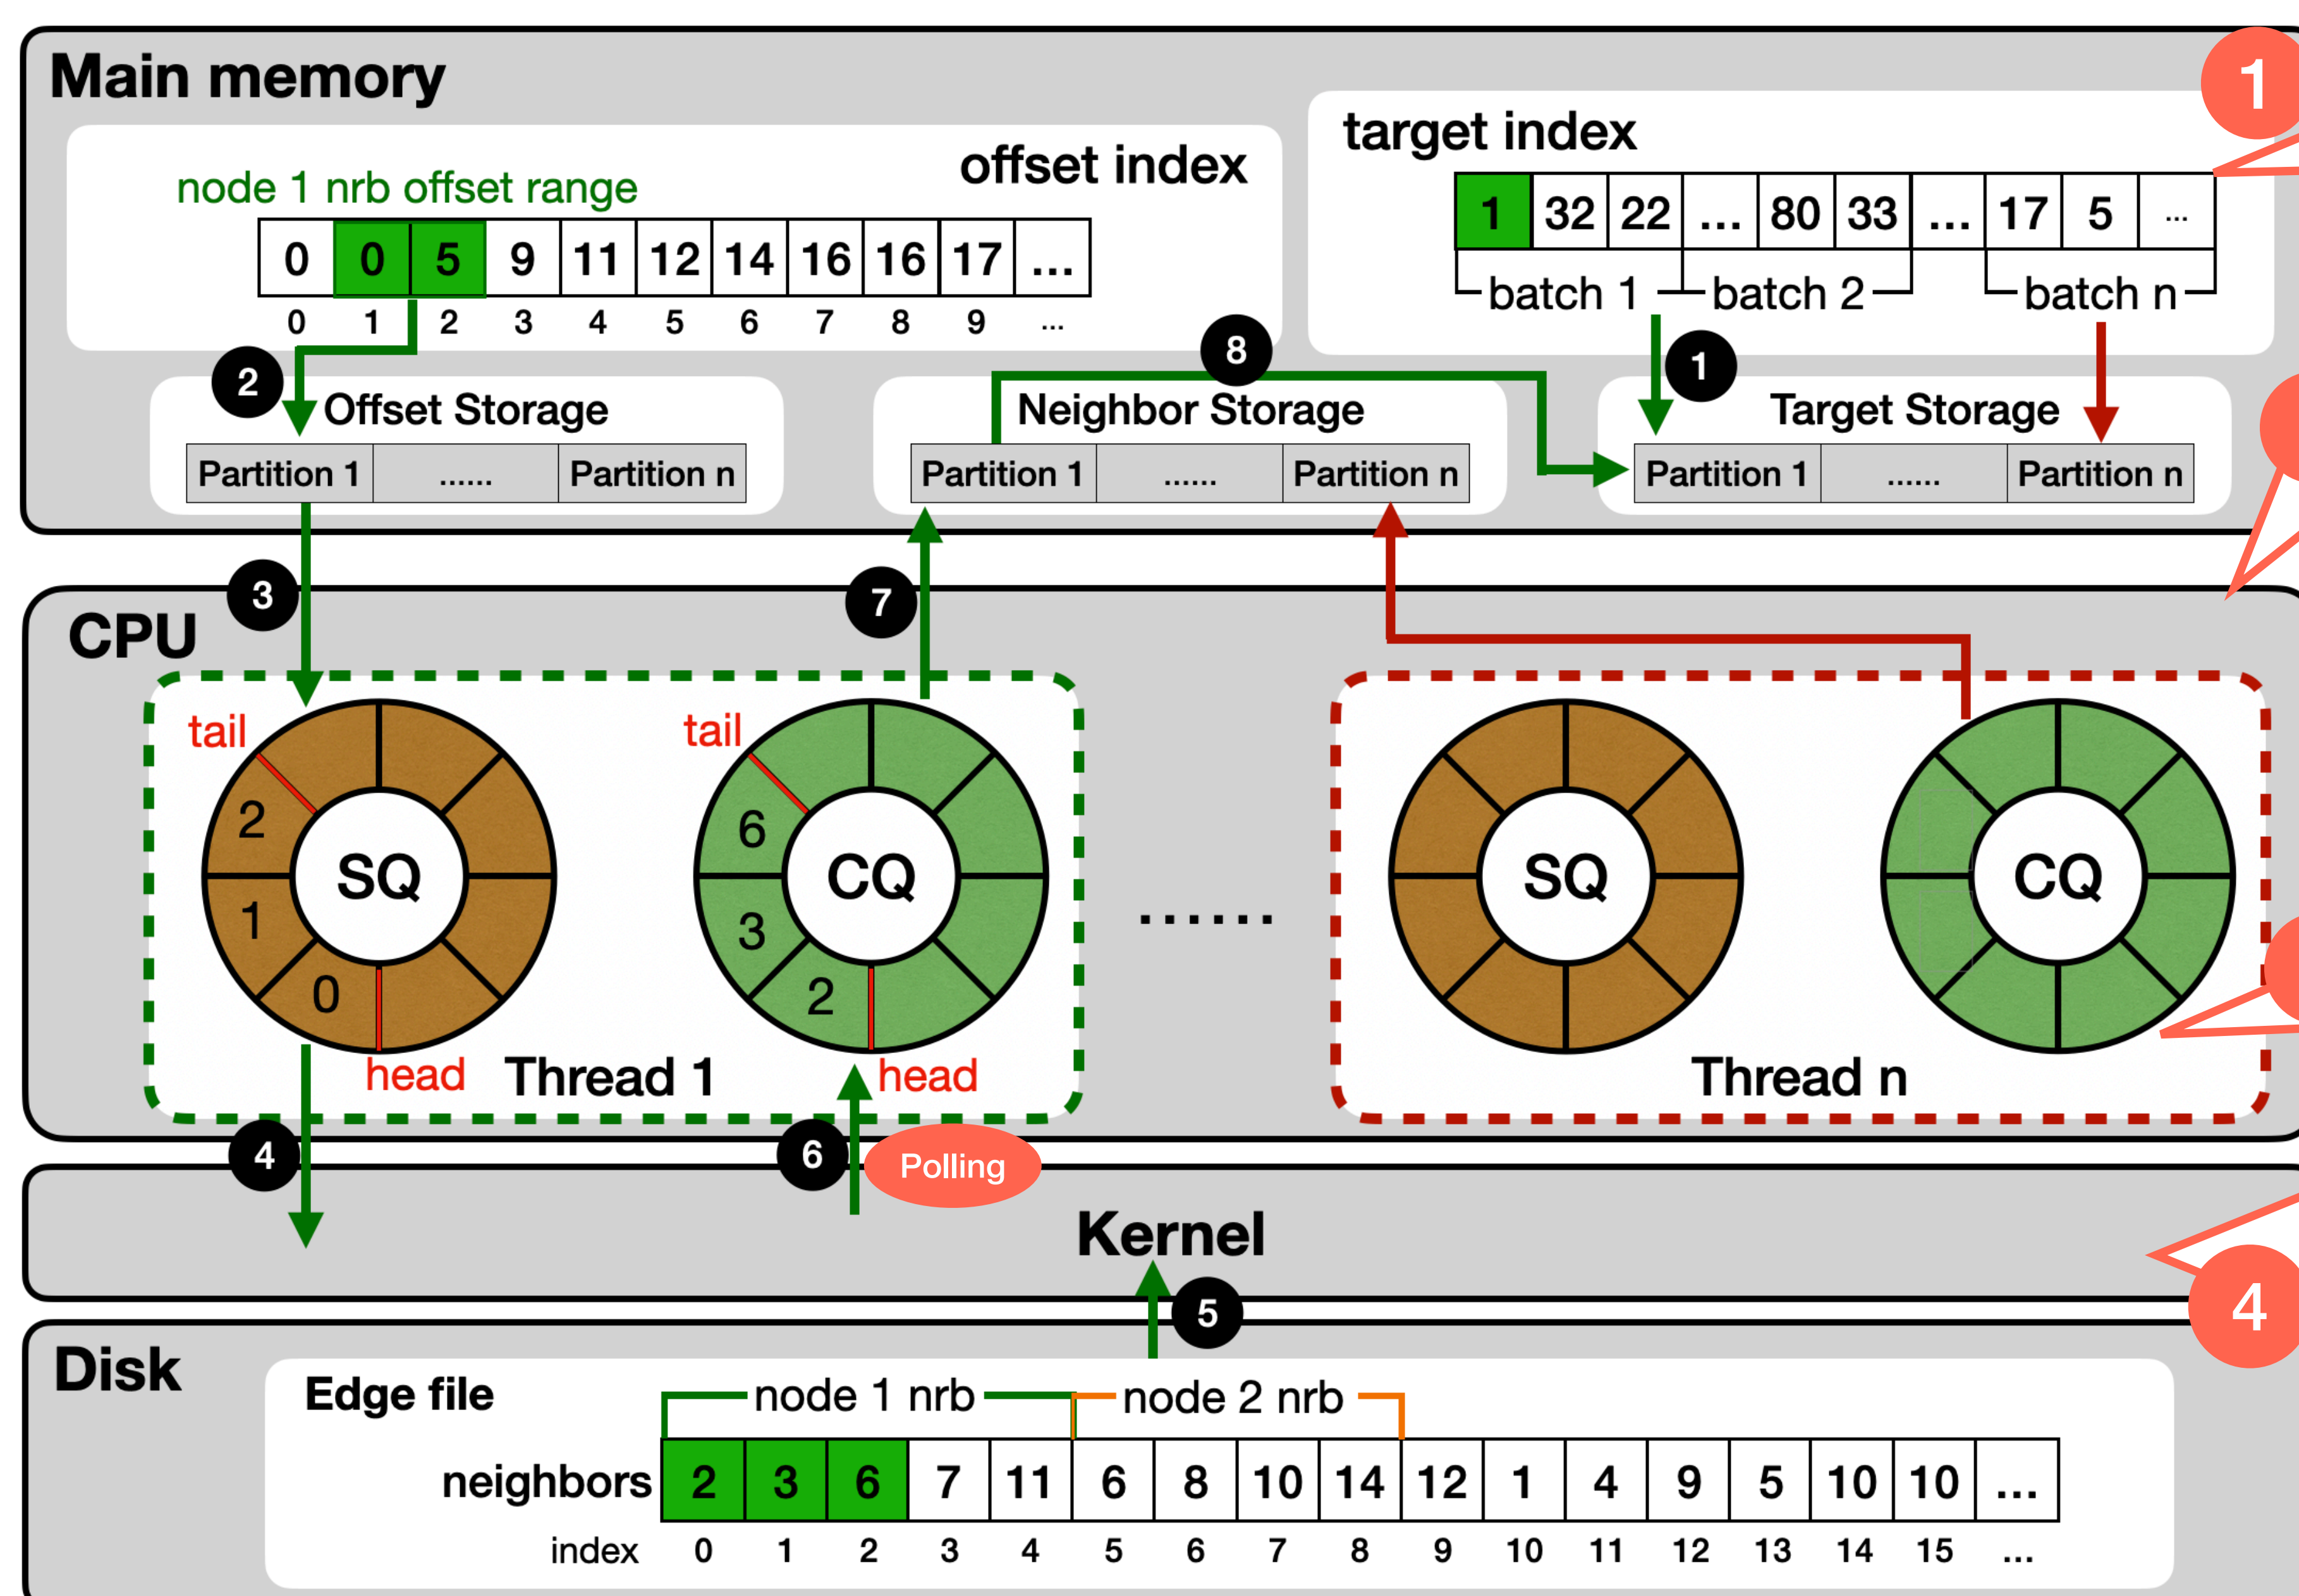 Main memory
1
offset index
node 1 nrb offset range
0 0 5 9 11 12 14 16 16 17 ...
0 1 2 3 4 5 6 7 8 9 ...
target index
1 32 22 ... 80 33 ... 17 5 ...
batch 1 batch 2 batch n
2
8
1
Offset Storage
Partition 1 ...... Partition n
Neighbor Storage
Partition 1 ...... Partition n
Target Storage
Partition 1 ...... Partition n
3
7
CPU
tail
2
1
0
SQ
head
tail
6
3
2
CQ
head
Thread 1
......
SQ
CQ
Thread n
4
6
Polling
Kernel
5
4
Disk
Edge file
node 1 nrb node 2 nrb
neighbors 2 3 6 7 11 6 8 10 14 12 1 4 9 5 10 10 ...
index 0 1 2 3 4 5 6 7 8 9 10 11 12 13 14 15 ...